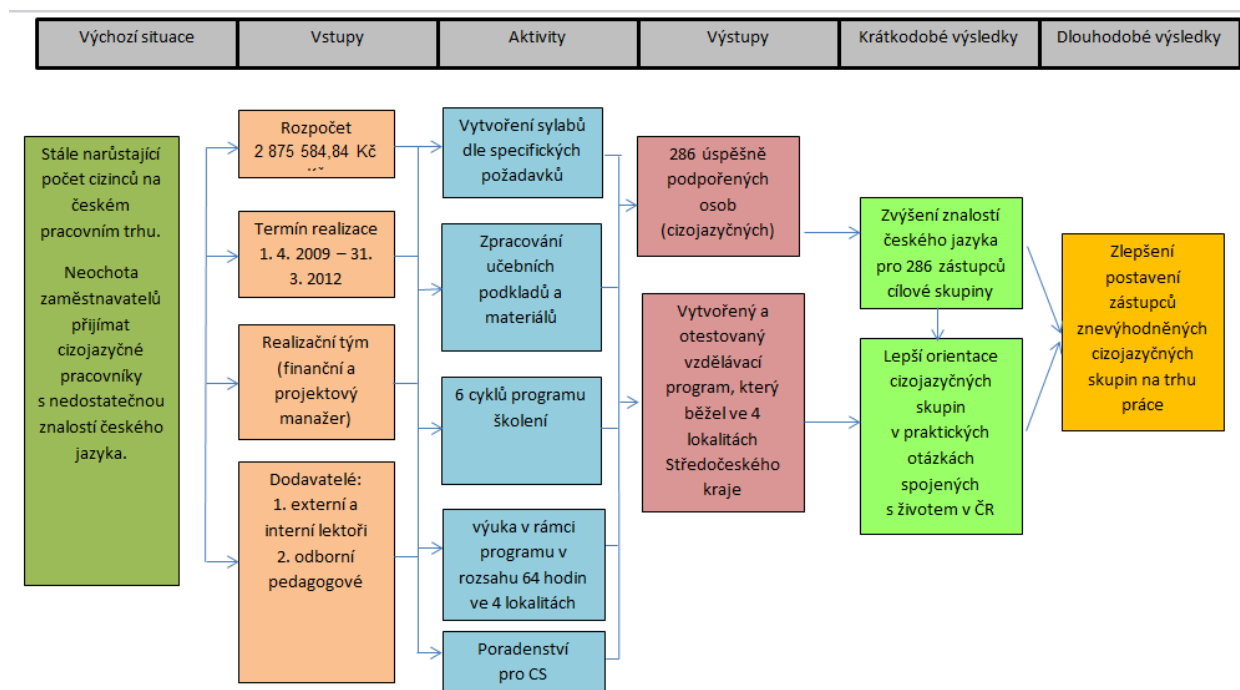 Výchozí situace
Vstupy
Aktivity
Výstupy
Krátkodobé výsledky
Dlouhodobé výsledky
Stále narůstající
počet cizinců na
českém
pracovním trhu.
Neochota
zaměstnavatelů
přijímat
cizojazyčné
pracovníky
s nedostatečnou
znalostí českého
jazyka.
Rozpočet
2 875 584,84 Kč
Termín realizace
1. 4. 2009 – 31.
3. 2012
Realizační tým
(finanční a
projektový
manažer)
Dodavatelé:
1. externí a
interní lektoři
2. odborní
pedagogové
Vytvoření sylabů
dle specifických
požadavků
Zpracování
učebních
podkladů a
materiálů
6 cyklů programu
školení
výuka v rámci
programu v
rozsahu 64 hodin
ve 4 lokalitách
Poradenství
pro CS
286 úspěšně
podpořených
osob
(cizojazyčných)
Vytvořený a
otestovaný
vzdělávací
program, který
běžel ve 4
lokalitách
Středočeského
kraje
Zvýšení znalostí
českého jazyka
pro 286 zástupců
cílové skupiny
Lepší orientace
cizojazyčných
skupin
v praktických
otázkách
spojených
s životem v ČR
Zlepšení
postavení
zástupců
znevýhodněných
cizojazyčných
skupin na trhu
práce